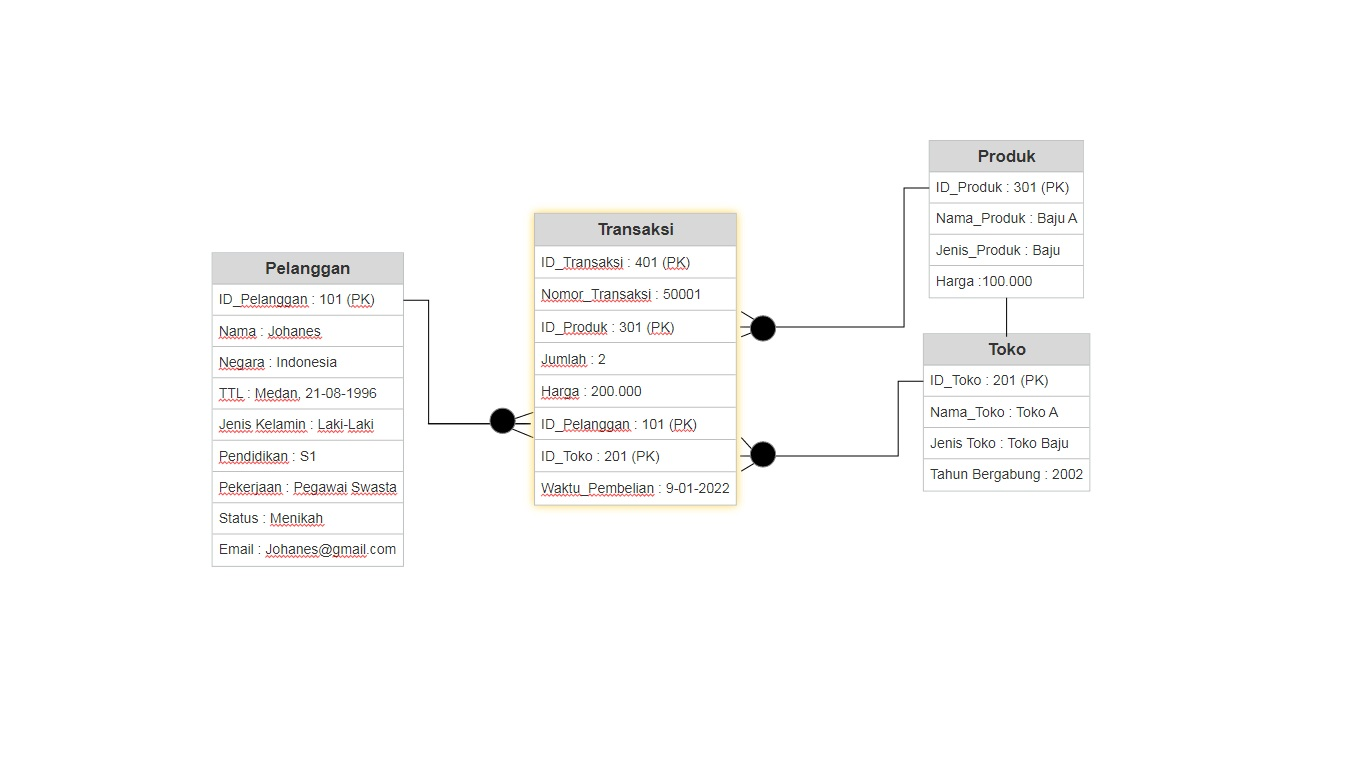 Pelanggan
ID_Pelanggan : 101 (PK)
Nama : Johanes
Negara : Indonesia
TTL : Medan, 21-08-1996
Jenis Kelamin : Laki-Laki
Pendidikan : S1
Pekerjaan : Pegawai Swasta
Status : Menikah
Email : Johanes@gmail.com
Transaksi
ID_Transaksi : 401 (PK)
Nomor_Transaksi : 50001
ID_Produk : 301 (PK)
Jumlah : 2
Harga : 200.000
ID_Pelanggan : 101 (PK)
ID_Toko : 201 (PK)
Waktu_Pembelian : 9-01-2022
Produk
ID_Produk : 301 (PK)
Nama_Produk : Baju A
Jenis_Produk : Baju
Harga :100.000
Toko
ID_Toko : 201 (PK)
Nama_Toko : Toko A
Jenis Toko : Toko Baju
Tahun Bergabung : 2002